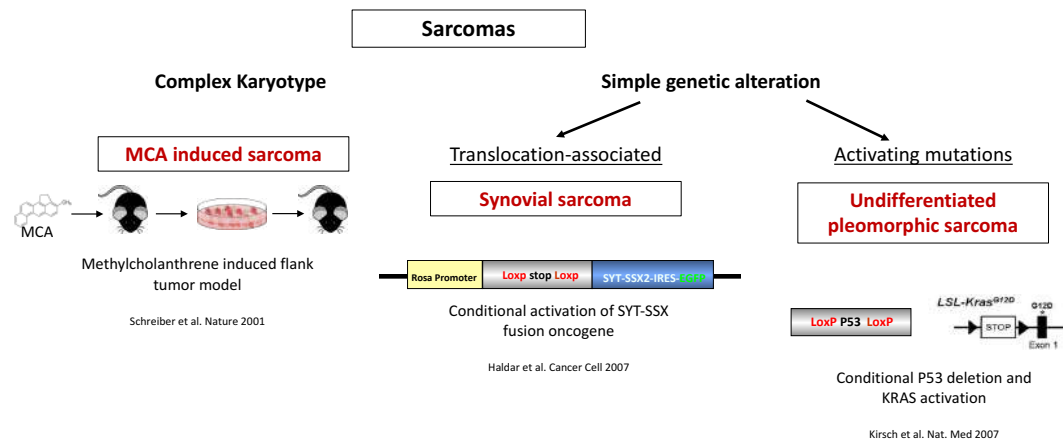 Sarcomas
Complex Karyotype
Simple genetic alteration
MCA induced sarcoma
CH₃
MCA
Methylcholanthrene induced flank
tumor model
Schreiber et al. Nature 2001
Translocation-associated
Synovial sarcoma
Rosa Promoter
Loxp stop Loxp
SYT-SSX2-IRES-EGFP
Conditional activation of SYT-SSX
fusion oncogene
Haldar et al. Cancer Cell 2007
Activating mutations
Undifferentiated
pleomorphic sarcoma
LoxP P53 LoxP
LSL-Kras^G12D
G12D
*
STOP
Exon 1
Conditional P53 deletion and
KRAS activation
Kirsch et al. Nat. Med 2007